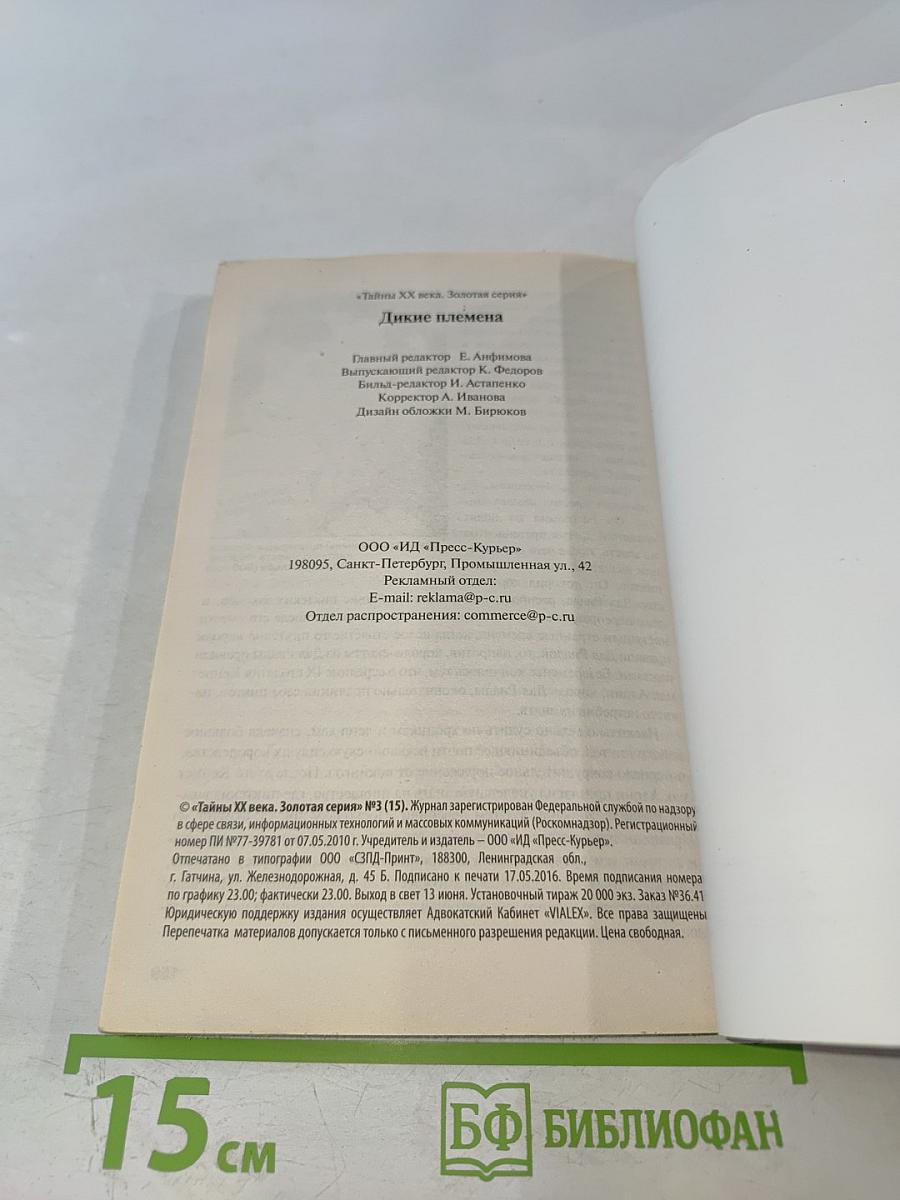 «Тайны XX века. Золотая серия»
Дикие племена
Главный редактор Е. Анфимова
Выпускающий редактор К. Федоров
Бильд-редактор И. Астапенко
Корректор А. Иванова
Дизайн обложки М. Бирюков
ООО «ИД «Пресс-Курьер»
198095, Санкт-Петербург, Промышленная ул., 42
Рекламный отдел:
E-mail: reklama@p-c.ru
Отдел распространения: commerce@p-c.ru
© «Тайны XX века. Золотая серия» №3 (15). Журнал зарегистрирован Федеральной службой по надзору
в сфере связи, информационных технологий и массовых коммуникаций (Роскомнадзор). Регистрационный
номер ПИ №77-39781 от 07.05.2010 г. Учредитель и издатель – ООО «ИД «Пресс-Курьер».
Отпечатано в типографии ООО «СЗПД-Принт», 188300, Ленинградская обл.,
г. Гатчина, ул. Железнодорожная, д. 45 Б. Подписано к печати 17.05.2016. Время подписания номера
по графику 23.00; фактически 23.00. Выход в свет 13 июня. Установочный тираж 20 000 экз. Заказ №36.41
Юридическую поддержку издания осуществляет Адвокатский Кабинет «VIALEX». Все права защищены
Перепечатка материалов допускается только с письменного разрешения редакции. Цена свободная.
15 см
БФ БИБЛИОФАН